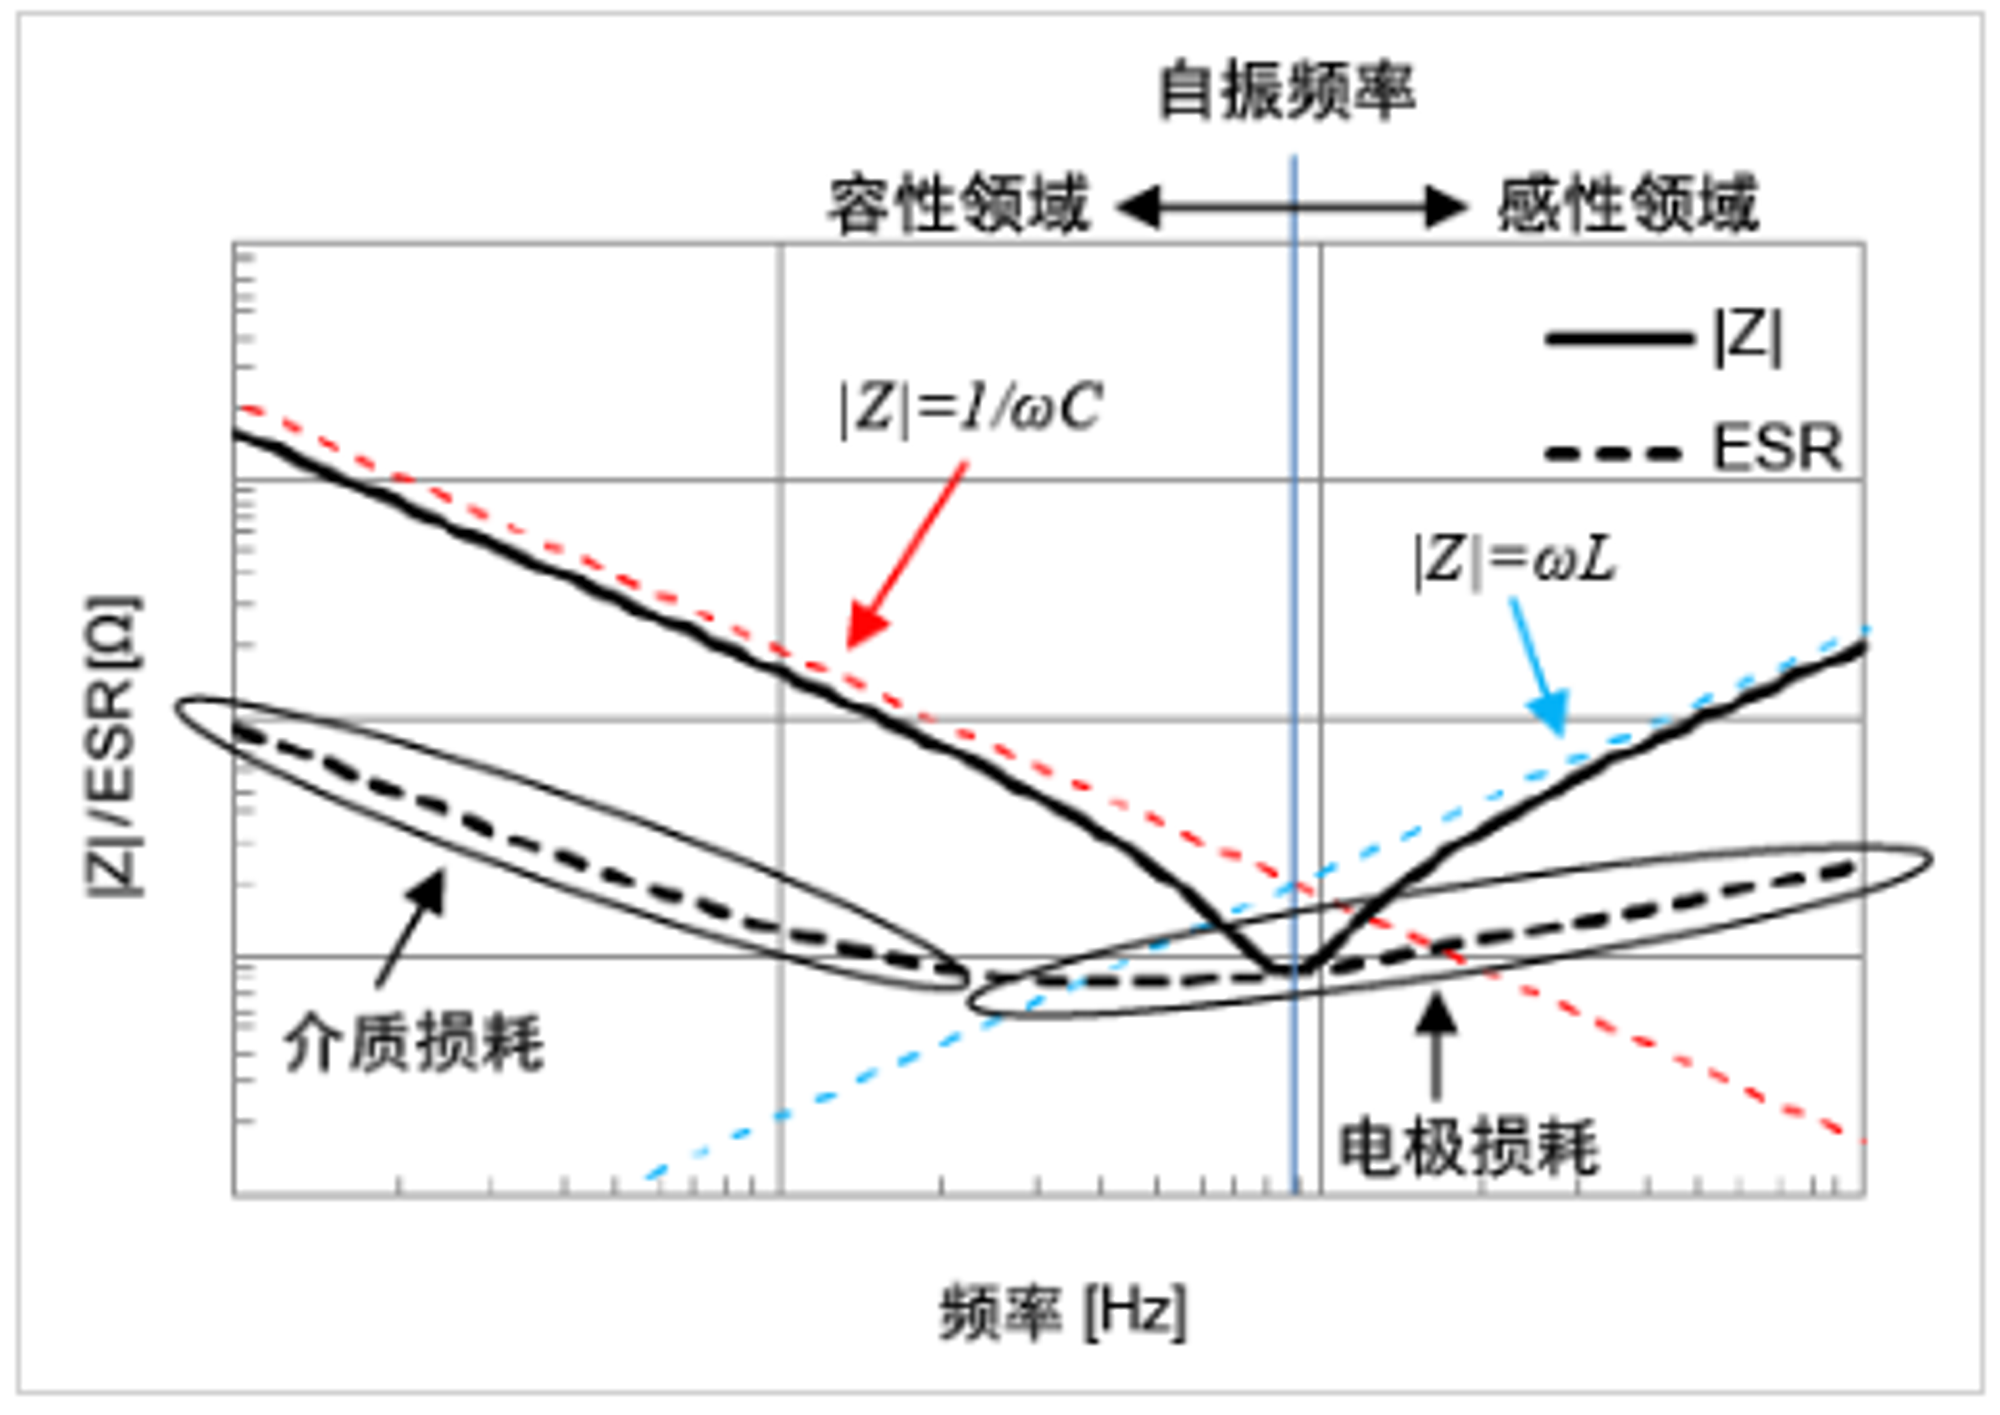 自振频率
容性领域
感性领域
|Z|
ESR
|Z|=1/ωC
|Z|=ωL
|Z|/ESR[Ω]
介质损耗
电极损耗
频率 [Hz]